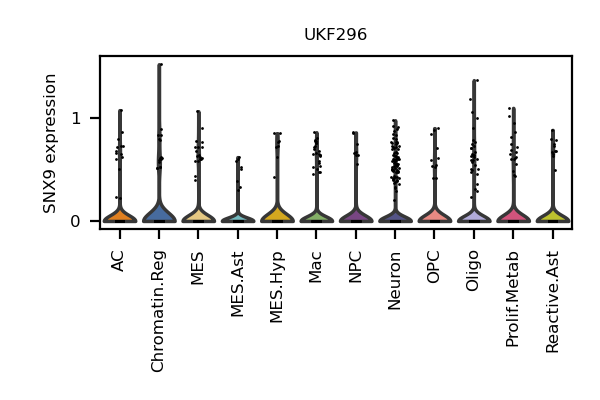 UKF296
SNX9 expression
1
0
AC
Chromatin.Reg
MES
MES.Ast
MES.Hyp
Mac
NPC
Neuron
OPC
Oligo
Prolif.Metab
Reactive.Ast